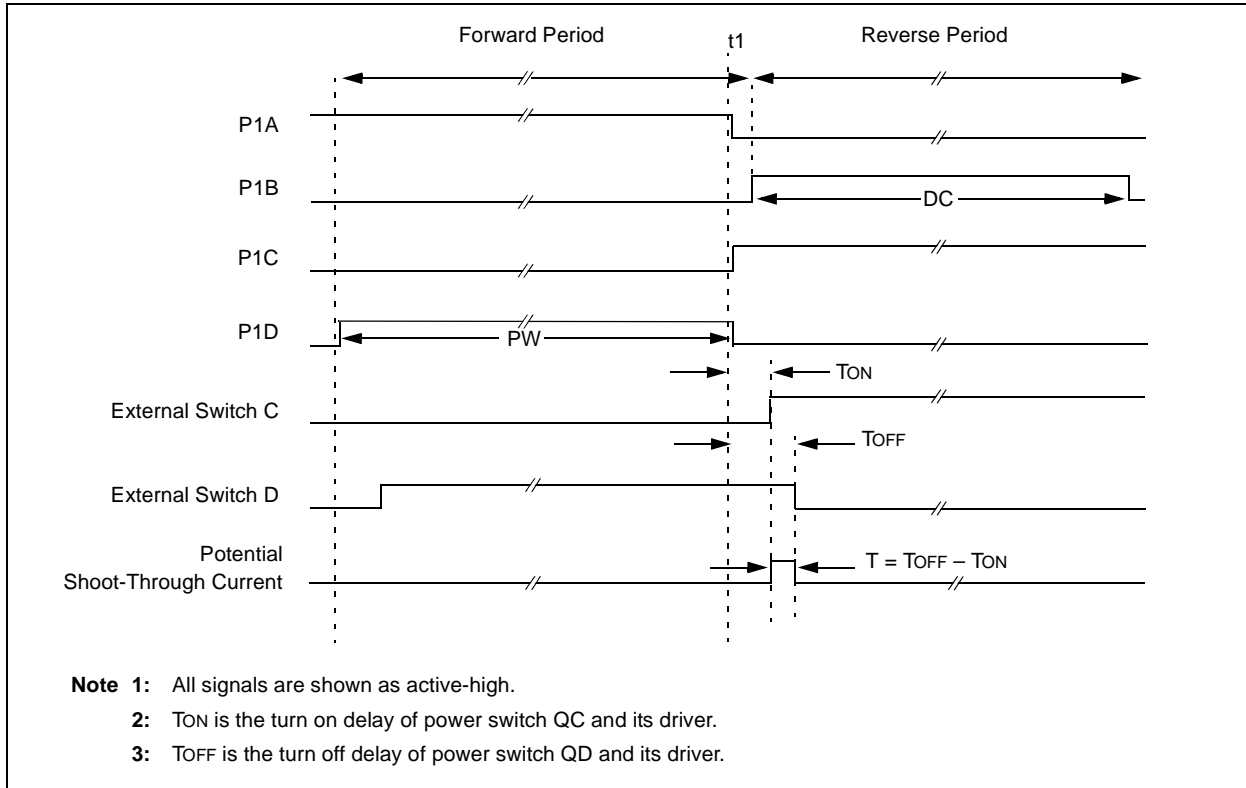 Forward Period
t1
Reverse Period
P1A
P1B
DC
P1C
P1D
PW
TON
External Switch C
TOFF
External Switch D
Potential
Shoot-Through Current
T = TOFF – TON
Note 1: All signals are shown as active-high.
2: TON is the turn on delay of power switch QC and its driver.
3: TOFF is the turn off delay of power switch QD and its driver.